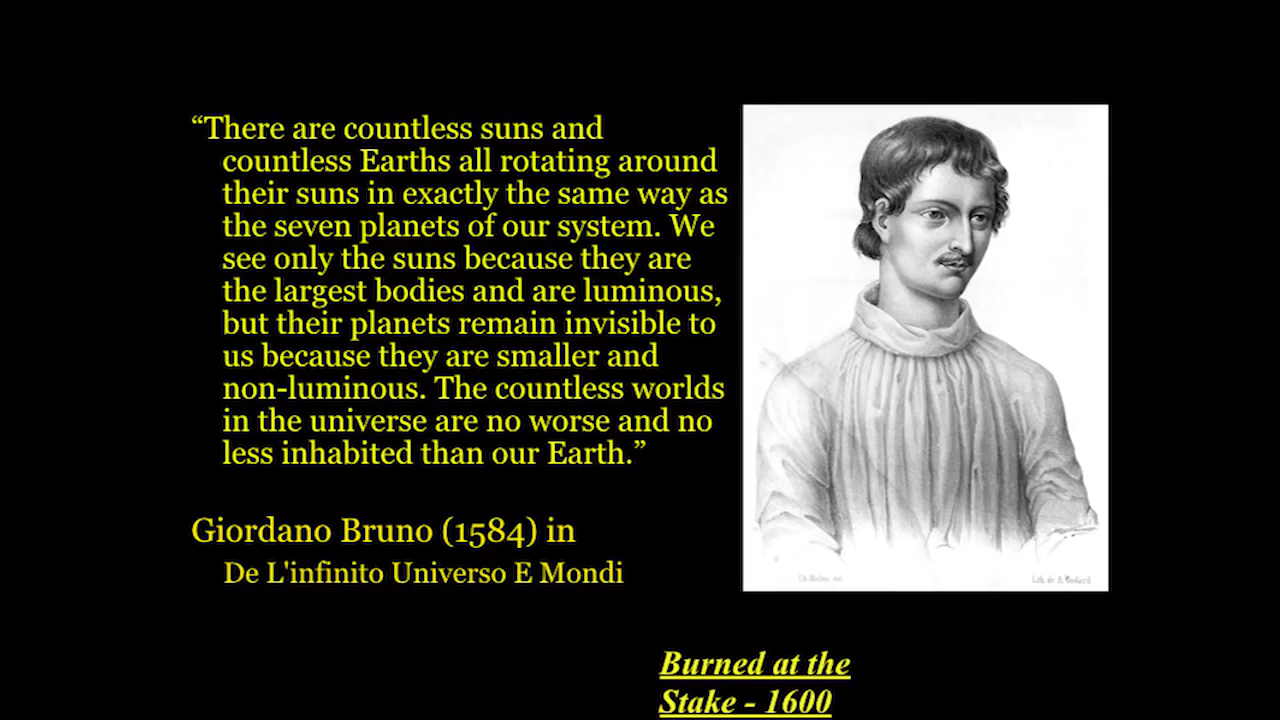 “There are countless suns and
countless Earths all rotating around
their suns in exactly the same way as
the seven planets of our system. We
see only the suns because they are
the largest bodies and are luminous,
but their planets remain invisible to
us because they are smaller and
non-luminous. The countless worlds
in the universe are no worse and no
less inhabited than our Earth.”
Giordano Bruno (1584) in
De L'infinito Universo E Mondi
Lith. de A.
Burned at the
Stake - 1600